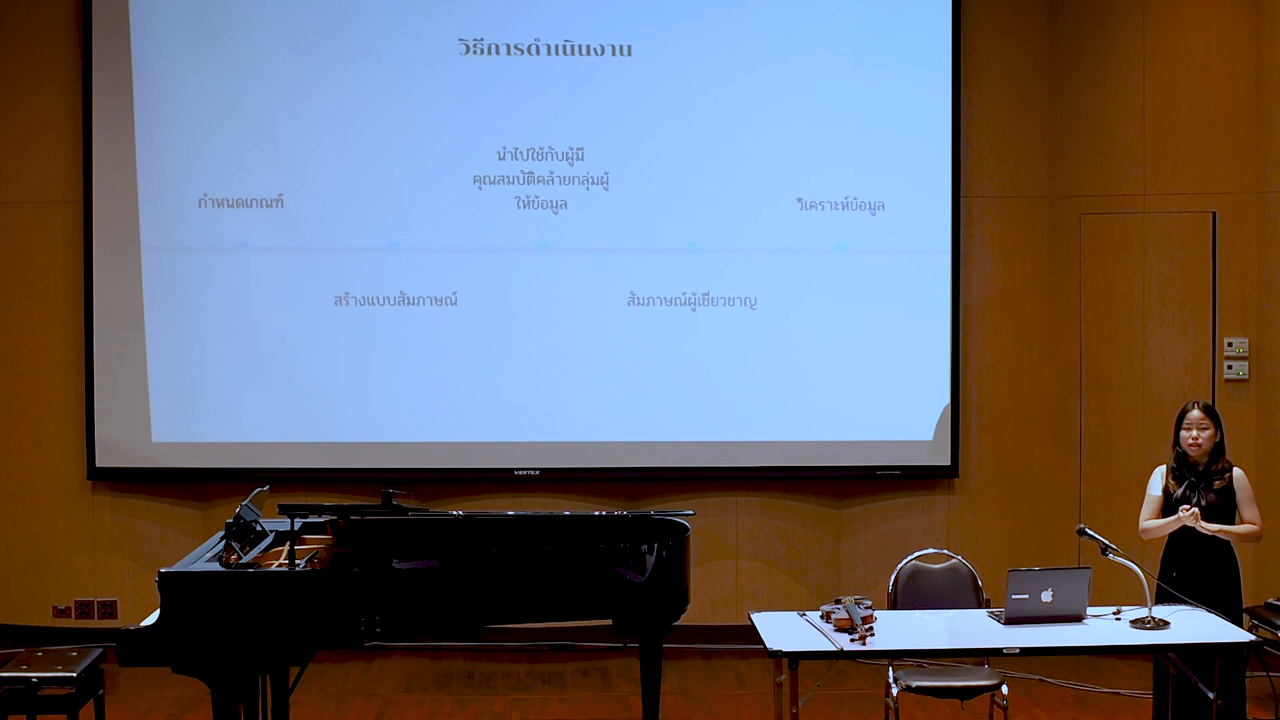 วิธีการดำเนินงาน
นำไปใช้กับผู้มี
คุณสมบัติคล้ายกลุ่มผู้
ให้ข้อมูล
กำหนดเกณฑ์
วิเคราะห์ข้อมูล
สร้างแบบสัมภาษณ์
สัมภาษณ์ผู้เชี่ยวชาญ
VERTEX